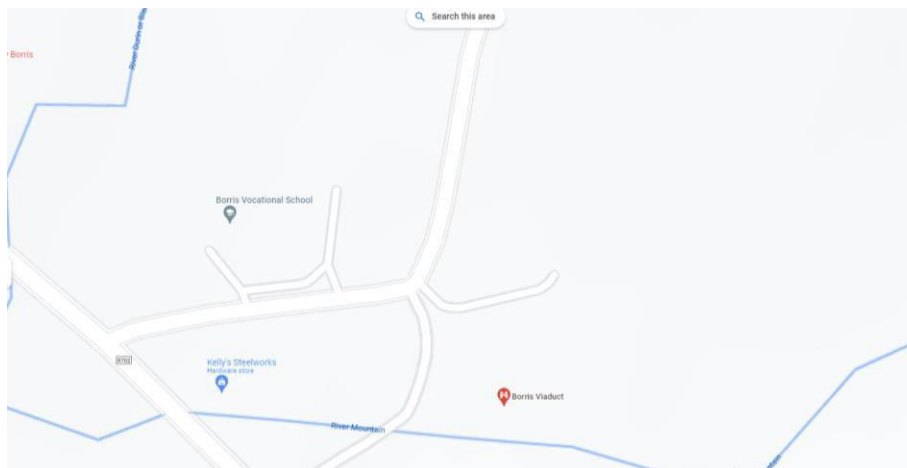 Search this area
Borris
Borris Vocational School
R702
Kelly's Steelworks
Hardware store
Borris Viaduct
River Mountain